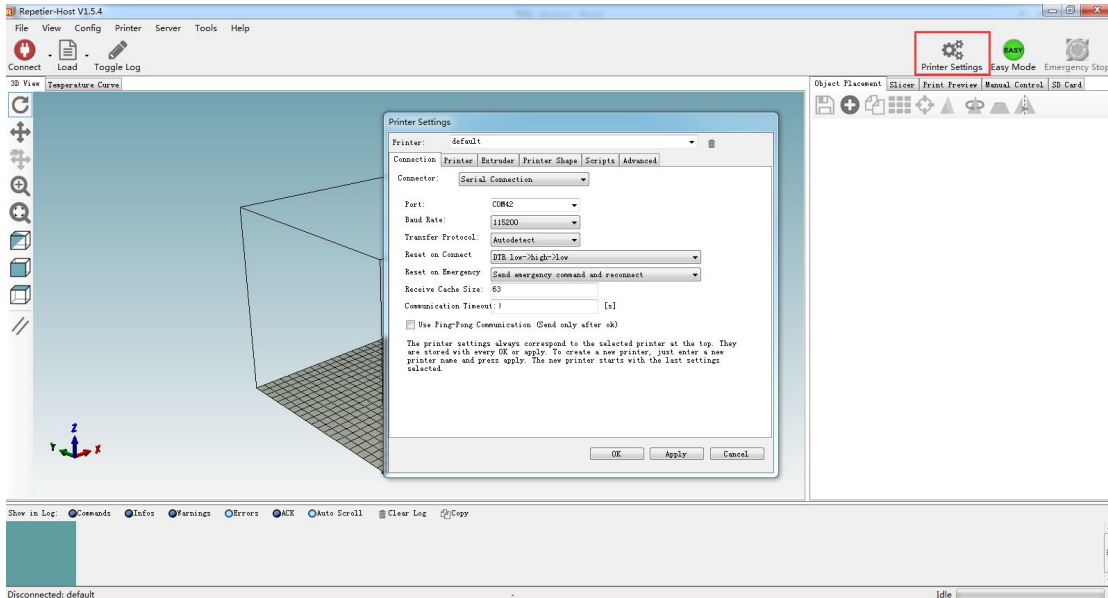 Repetier-Host V1.5.4
File View Config Printer Server Tools Help
Connect Load Toggle Log Printer Settings Easy Mode Emergency Stop
EASY
3D View Temperature Curve
Object Placement Slicer Print Preview Manual Control SD Card
Printer Settings
Printer: default
Connection Printer Extruder Printer Shape Scripts Advanced
Connector: Serial Connection
Port: COM42
Baud Rate: 115200
Transfer Protocol: Autodetect
Reset on Connect DTR low->high->low
Reset on Emergency Send emergency command and reconnect
Receive Cache Size: 63
Communication Timeout: [s]
Use Ping-Pong Communication (Send only after ok)
The printer settings always correspond to the selected printer at the top. They
are stored with every OK or apply. To create a new printer, just enter a new
printer name and press apply. The new printer starts with the last settings
selected.
OK Apply Cancel
Z
Y X
Show in Log: Commands Infos Warnings Errors ACK Auto Scroll Clear Log Copy
Disconnected: default - Idle